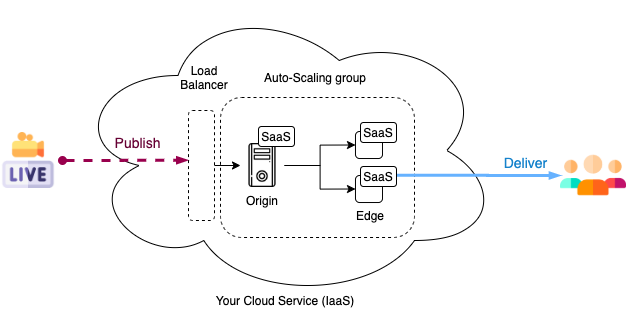 Load
Balancer
Auto-Scaling group
SaaS
SaaS
Publish
LIVE
SaaS
Deliver
Origin
Edge
Your Cloud Service (IaaS)